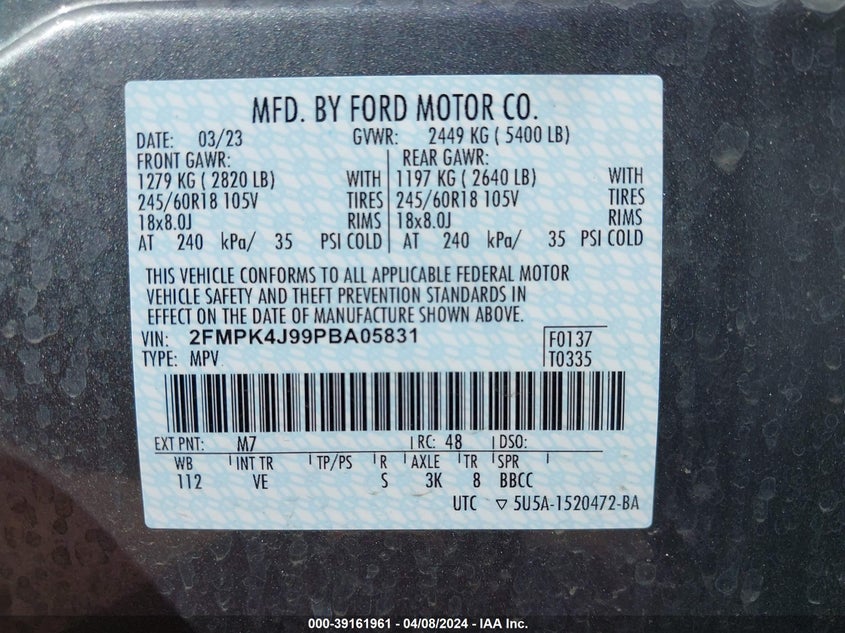 MFD. BY FORD MOTOR CO.
DATE: 03/23 GVWR: 2449 KG ( 5400 LB)
FRONT GAWR: REAR GAWR:
1279 KG ( 2820 LB) WITH 1197 KG ( 2640 LB) WITH
245/60R18 105V TIRES 245/60R18 105V TIRES
18x8.0J RIMS 18x8.0J RIMS
AT 240 kPa/ 35 PSI COLD AT 240 kPa/ 35 PSI COLD
THIS VEHICLE CONFORMS TO ALL APPLICABLE FEDERAL MOTOR
VEHICLE SAFETY AND THEFT PREVENTION STANDARDS IN
EFFECT ON THE DATE OF MANUFACTURE SHOWN ABOVE.
VIN: 2FMPK4J99PBA05831 F0137
TYPE: MPV T0335
EXT PNT: M7 RC: 48 DSO:
WB INT TR TP/PS R AXLE TR SPR
112 VE S 3K 8 BBCC
UTC ▽ 5U5A-1520472-BA
000-39161961 - 04/08/2024 - IAA Inc.